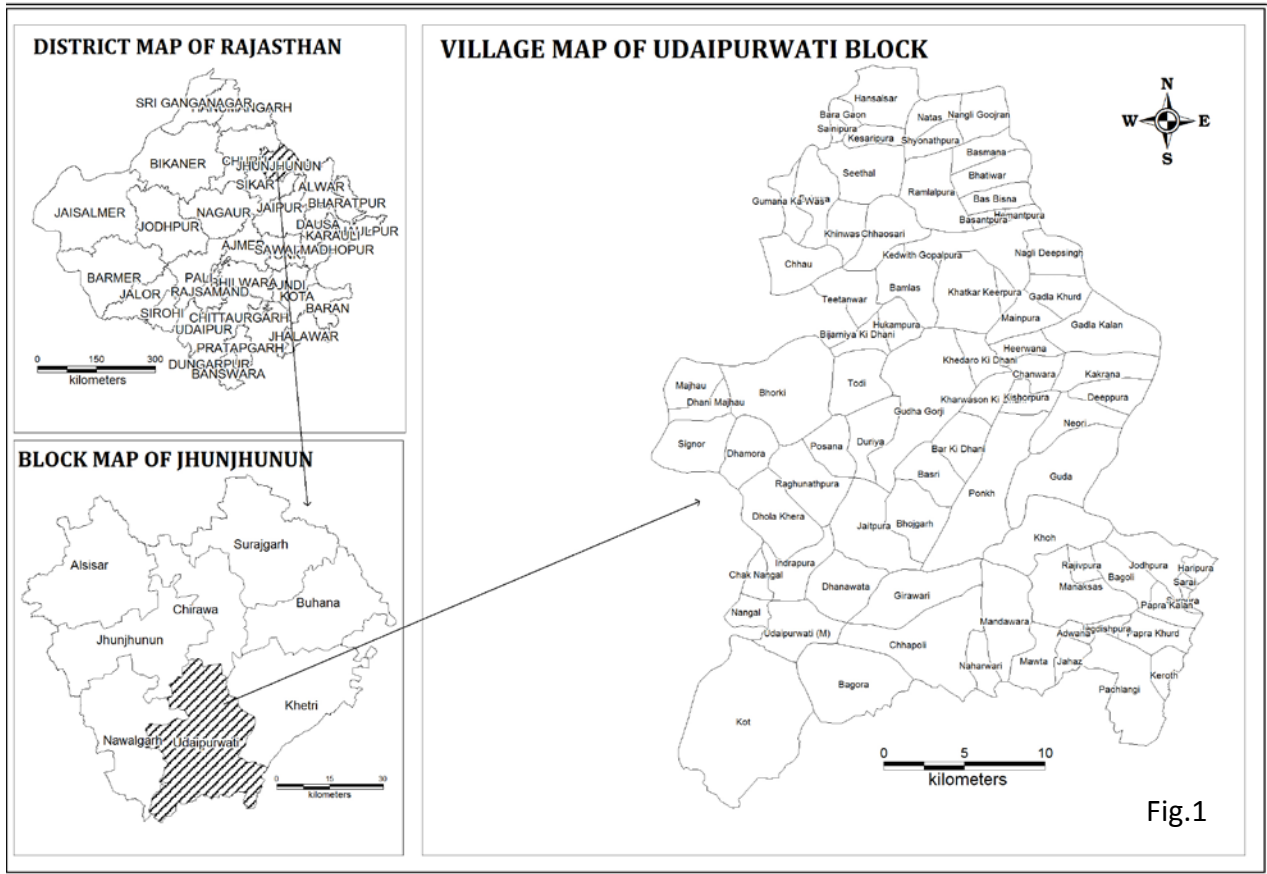 DISTRICT MAP OF RAJASTHAN
SRI GANGANAGAR
BIKANER
JHUNJHUNUN
SIKAR
ALWAR
JAISALMER
NAGAUR
JAIPUR
BHARATPUR
JODHPUR
DAUSA
KARAULI
BARMER
JALOR
RAJSAMAND
KOTA
BARAN
SIROHI
CHITTAURGARH
UDAIPUR
JHALAWAR
PRATAPGARH
DUNGARPUR
BANSWARA
0 150 300
kilometers
BLOCK MAP OF JHUNJHUNUN
Surajgarh
Alsisar
Chirawa
Buhana
Jhunjhunun
Khetri
Nawalgarh
Udaipurwati
0 15 30
kilometers
VILLAGE MAP OF UDAIPURWATI BLOCK
N
W E
S
Hansalsar
Bara Gaon
Natas
Nangli Goojran
Sainipura
Kesaripura
Shyonathpura
Basmana
Seethal
Bhatiwar
Ramlalpura
Gumana Ka Was
Bas Bisna
Basantpura
Hemantpura
Khinwas
Chhaosari
Chhau
Kedwith Gopalpura
Nagli Deepsingh
Teetanwar
Bamlas
Khatkar Keerpura
Gadla Khurd
Hukampura
Mainpura
Gadla Kalan
Bijarniya Ki Dhani
Heerwana
Khedaro Ki Dhani
Majhau
Bhorki
Todi
Chanwara
Kakrana
Dhani Majhau
Kharwason Ki
Kishorpura
Deeppura
Gudha Gorji
Neori
Signor
Dhamora
Posana
Duriya
Bar Ki Dhani
Basri
Guda
Raghunathpura
Ponkh
Dhola Khera
Jaitpura
Bhojgarh
Khoh
Indrapura
Rajivpura
Jodhpura
Haripura
Chak Nangal
Dhanawata
Manaksas
Bagoli
Sarai
Girawari
Nangal
Papra Kalan
Mandawara
Udaipurwati (M)
Adwana
Papra Khurd
Chhapoli
Naharwari
Mawta
Jahaz
Keroth
Bagora
Pachlangi
Kot
0 5 10
kilometers
Fig.1